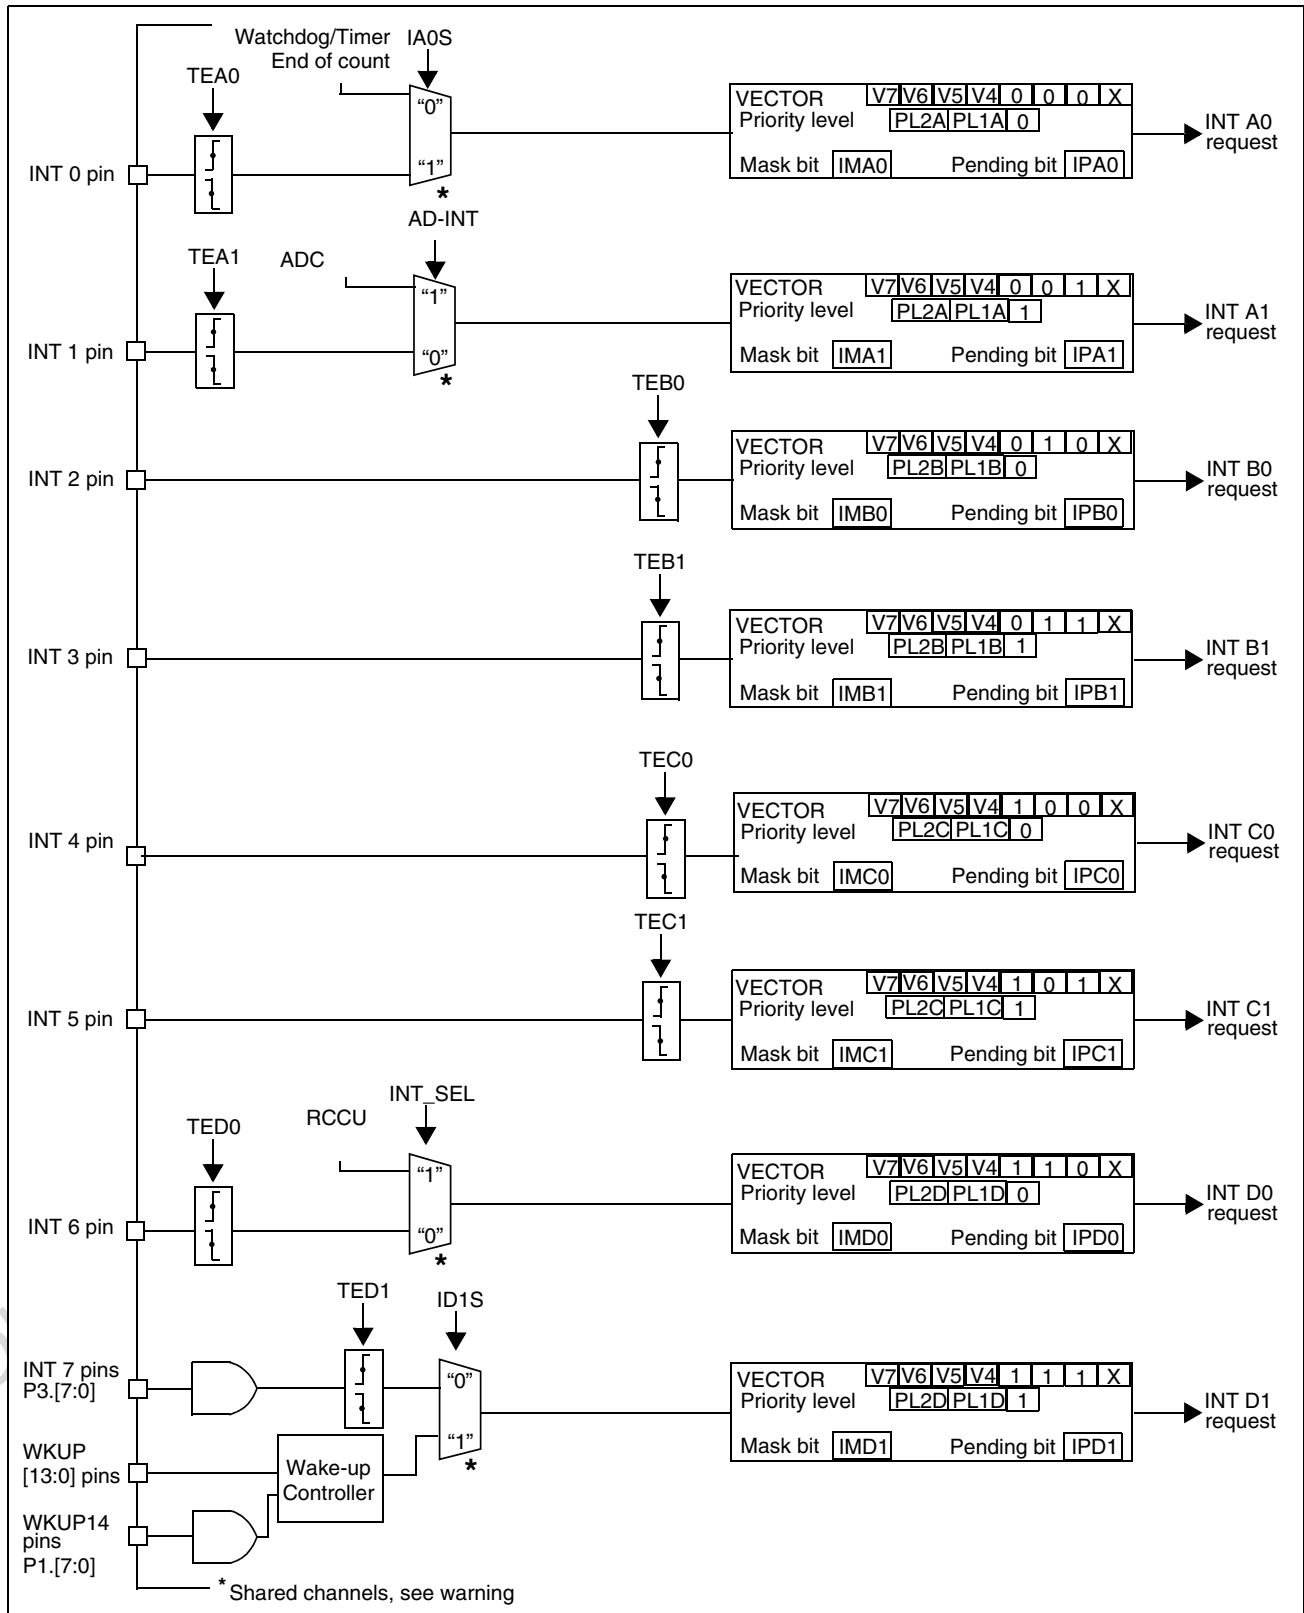 Watchdog/Timer IA0S
End of count
TEA0
"0"
VECTOR V7 V6 V5 V4 0 0 0 X
Priority level PL2A PL1A 0
INT A0
request
INT 0 pin
"1"
Mask bit IMA0 Pending bit IPA0
*
AD-INT
TEA1 ADC
"1"
VECTOR V7 V6 V5 V4 0 0 1 X
Priority level PL2A PL1A 1
INT A1
request
INT 1 pin
"0"
Mask bit IMA1 Pending bit IPA1
*
TEB0
VECTOR V7 V6 V5 V4 0 1 0 X
Priority level PL2B PL1B 0
INT 2 pin
INT B0
request
Mask bit IMB0 Pending bit IPB0
TEB1
VECTOR V7 V6 V5 V4 0 1 1 X
Priority level PL2B PL1B 1
INT 3 pin
INT B1
request
Mask bit IMB1 Pending bit IPB1
TEC0
VECTOR V7 V6 V5 V4 1 0 0 X
Priority level PL2C PL1C 0
INT 4 pin
INT C0
request
Mask bit IMC0 Pending bit IPC0
TEC1
VECTOR V7 V6 V5 V4 1 0 1 X
Priority level PL2C PL1C 1
INT 5 pin
INT C1
request
Mask bit IMC1 Pending bit IPC1
INT_SEL
TED0 RCCU
"1"
VECTOR V7 V6 V5 V4 1 1 0 X
Priority level PL2D PL1D 0
INT D0
request
INT 6 pin
"0"
Mask bit IMD0 Pending bit IPD0
*
TED1 ID1S
INT 7 pins
P3.[7:0]
"0"
VECTOR V7 V6 V5 V4 1 1 1 X
Priority level PL2D PL1D 1
INT D1
request
"1"
Mask bit IMD1 Pending bit IPD1
*
WKUP
[13:0] pins
Wake-up
Controller
WKUP14
pins
P1.[7:0]
* Shared channels, see warning